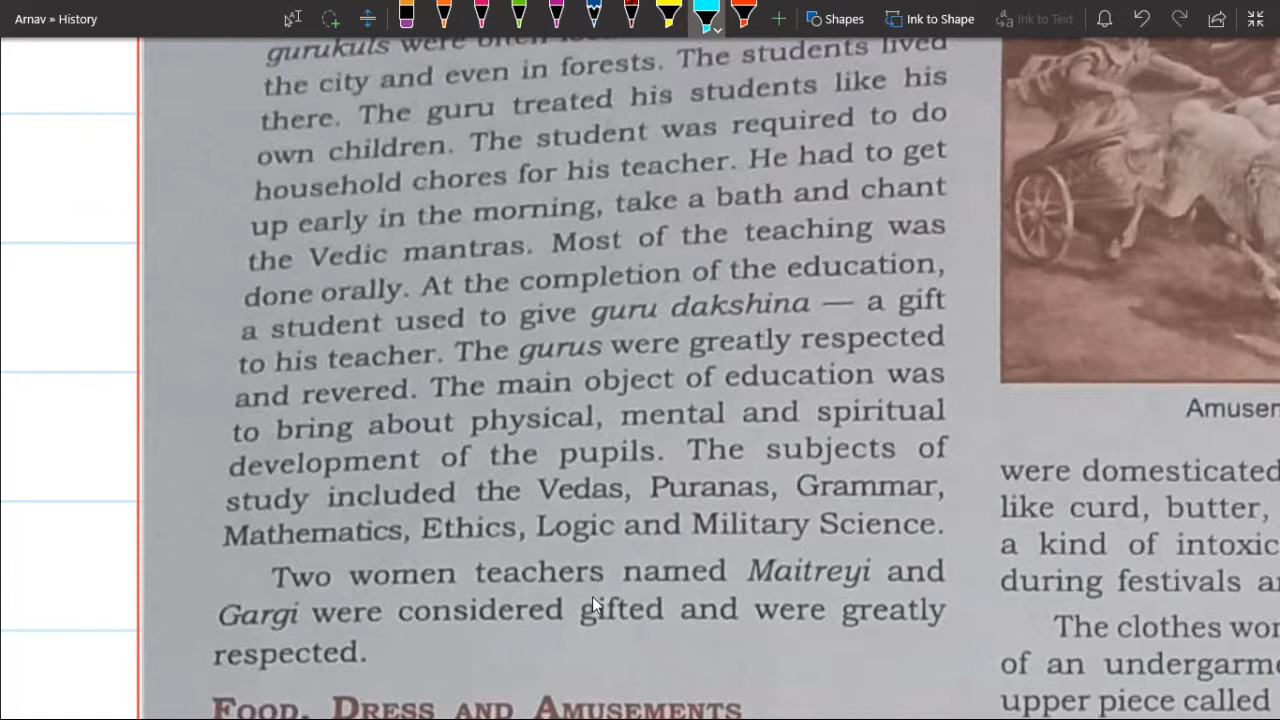 Arnav » History
Shapes
Ink to Shape
Ink to Text
gurukuls were often
the city and even in forests. The students lived
there. The guru treated his students like his
own children. The student was required to do
household chores for his teacher. He had to get
up early in the morning, take a bath and chant
the Vedic mantras. Most of the teaching was
done orally. At the completion of the education,
a student used to give guru dakshina — a gift
to his teacher. The gurus were greatly respected
and revered. The main object of education was
to bring about physical, mental and spiritual
development of the pupils. The subjects of
study included the Vedas, Puranas, Grammar,
Mathematics, Ethics, Logic and Military Science.
Two women teachers named Maitreyi and
Gargi were considered gifted and were greatly
respected.
FOOD, DRESS AND AMUSEMENTS
Amusem
were domesticated
like curd, butter,
a kind of intoxic
during festivals a
The clothes wor
of an undergarm
upper piece called